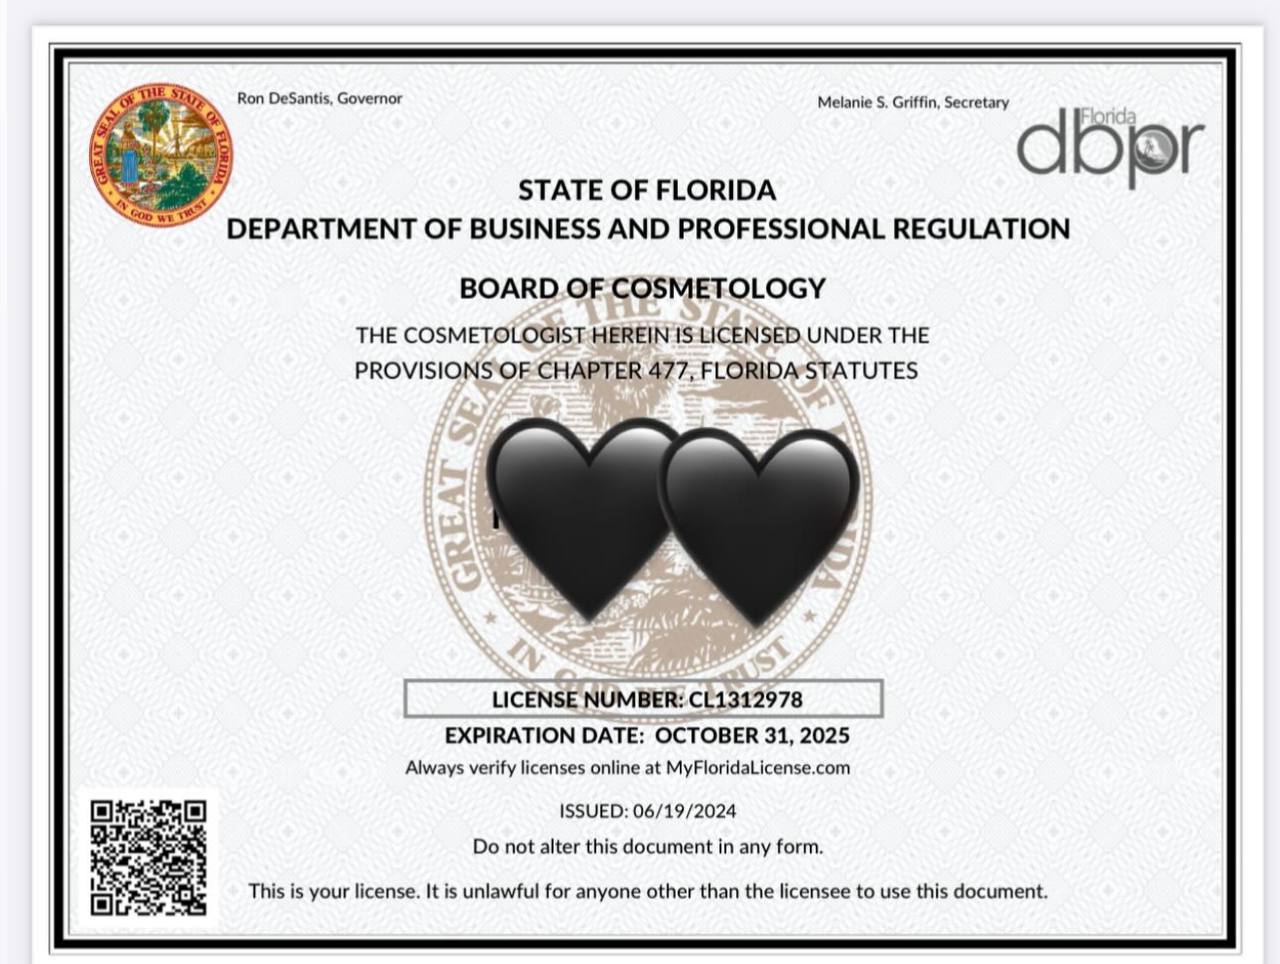 Ron DeSantis, Governor
Melanie S. Griffin, Secretary
Florida
dbpr
GREAT SEAL OF THE STATE OF FLORIDA
IN GOD WE TRUST
STATE OF FLORIDA
DEPARTMENT OF BUSINESS AND PROFESSIONAL REGULATION
BOARD OF COSMETOLOGY
THE COSMETOLOGIST HEREIN IS LICENSED UNDER THE
PROVISIONS OF CHAPTER 477, FLORIDA STATUTES
GREAT SEAL OF THE STATE OF FLORIDA
IN GOD WE TRUST
LICENSE NUMBER: CL1312978
EXPIRATION DATE: OCTOBER 31, 2025
Always verify licenses online at MyFloridaLicense.com
ISSUED: 06/19/2024
Do not alter this document in any form.
This is your license. It is unlawful for anyone other than the licensee to use this document.